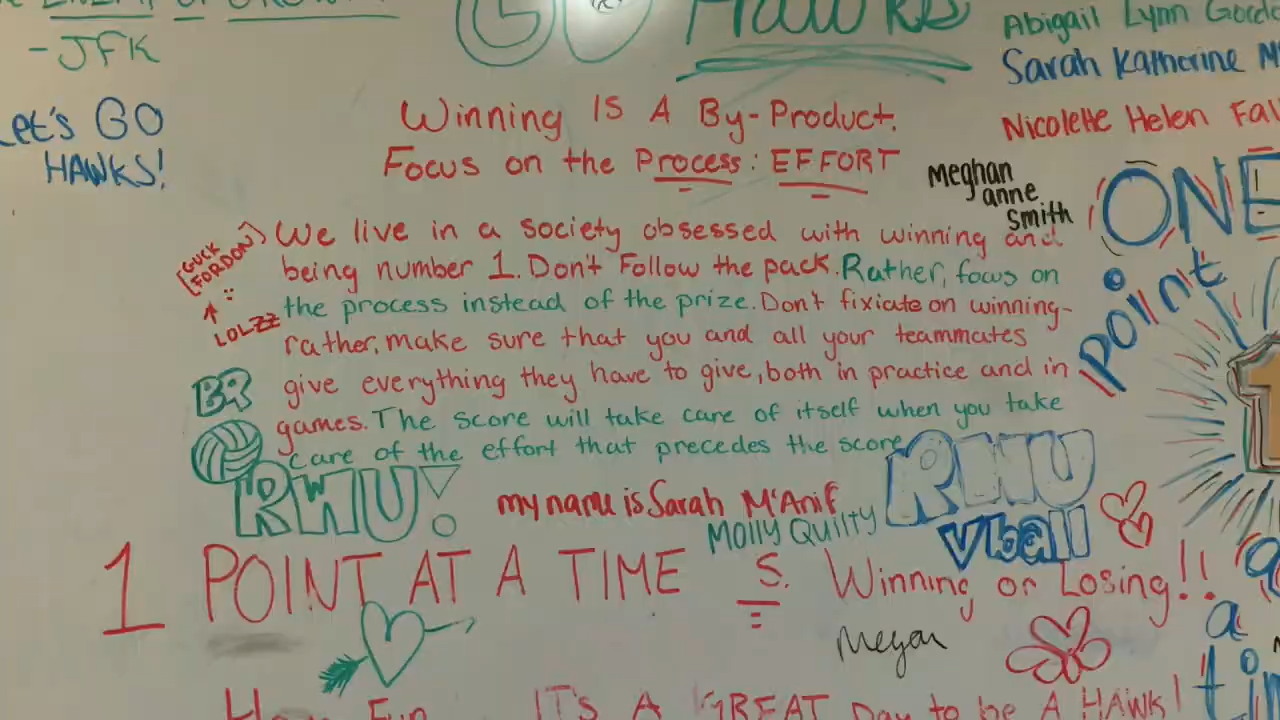 - JFK
Let's GO
HAWKS!
GO HAWKS
Abigail Lynn
Sarah Katherine
Nicolette Helen
Winning IS A By-Product.
Focus on the Process: EFFORT
Meghan
anne
Smith
ONE
Point
GUCK
FORDON
LOLZZ
We live in a society obsessed with winning and
being number 1. Don't Follow the pack. Rather, focus on
the process instead of the prize. Don't fixiate on winning-
rather, make sure that you and all your teammates
give everything they have to give, both in practice and in
games. The score will take care of itself when you take
care of the effort that precedes the score
BR
RWU!
RWU
Vball
my name is Sarah M'Anif
Molly Quilty
1 POINT AT A TIME S. Winning or Losing!!
a
Megan
a
IT'S A GREAT Day to be A HAWK!